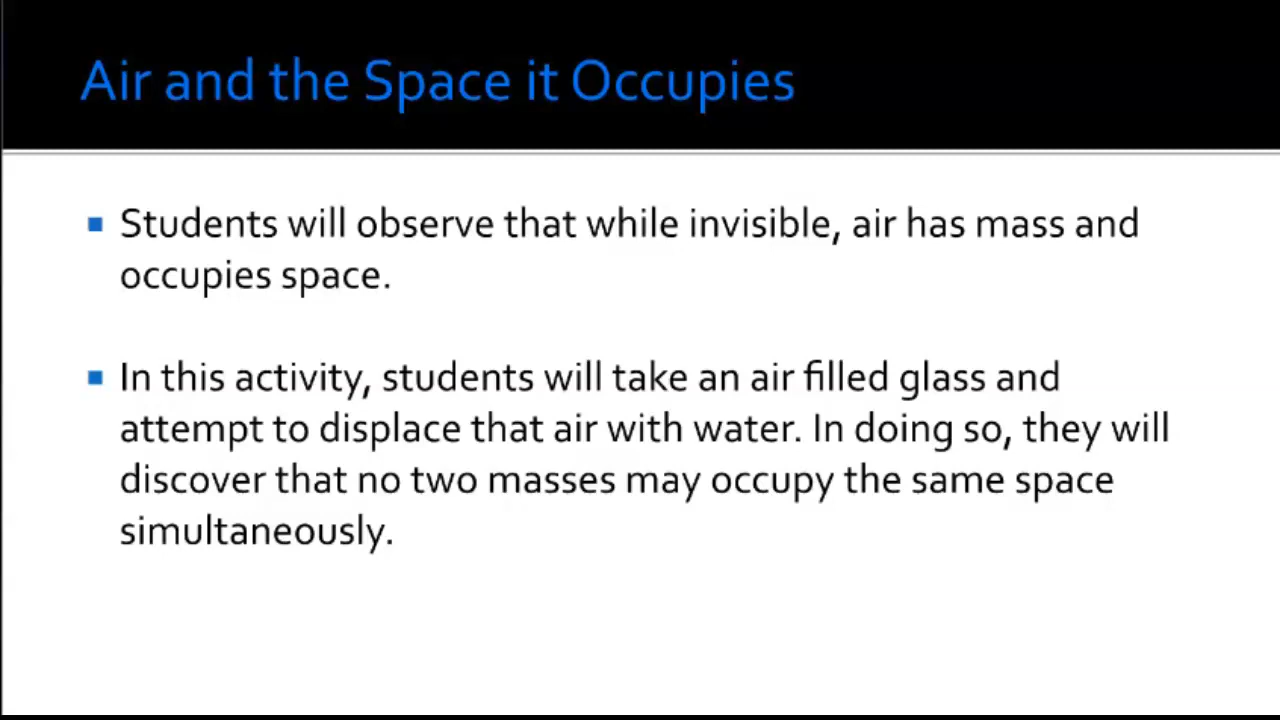 Air and the Space it Occupies
Students will observe that while invisible, air has mass and
occupies space.
In this activity, students will take an air filled glass and
attempt to displace that air with water. In doing so, they will
discover that no two masses may occupy the same space
simultaneously.